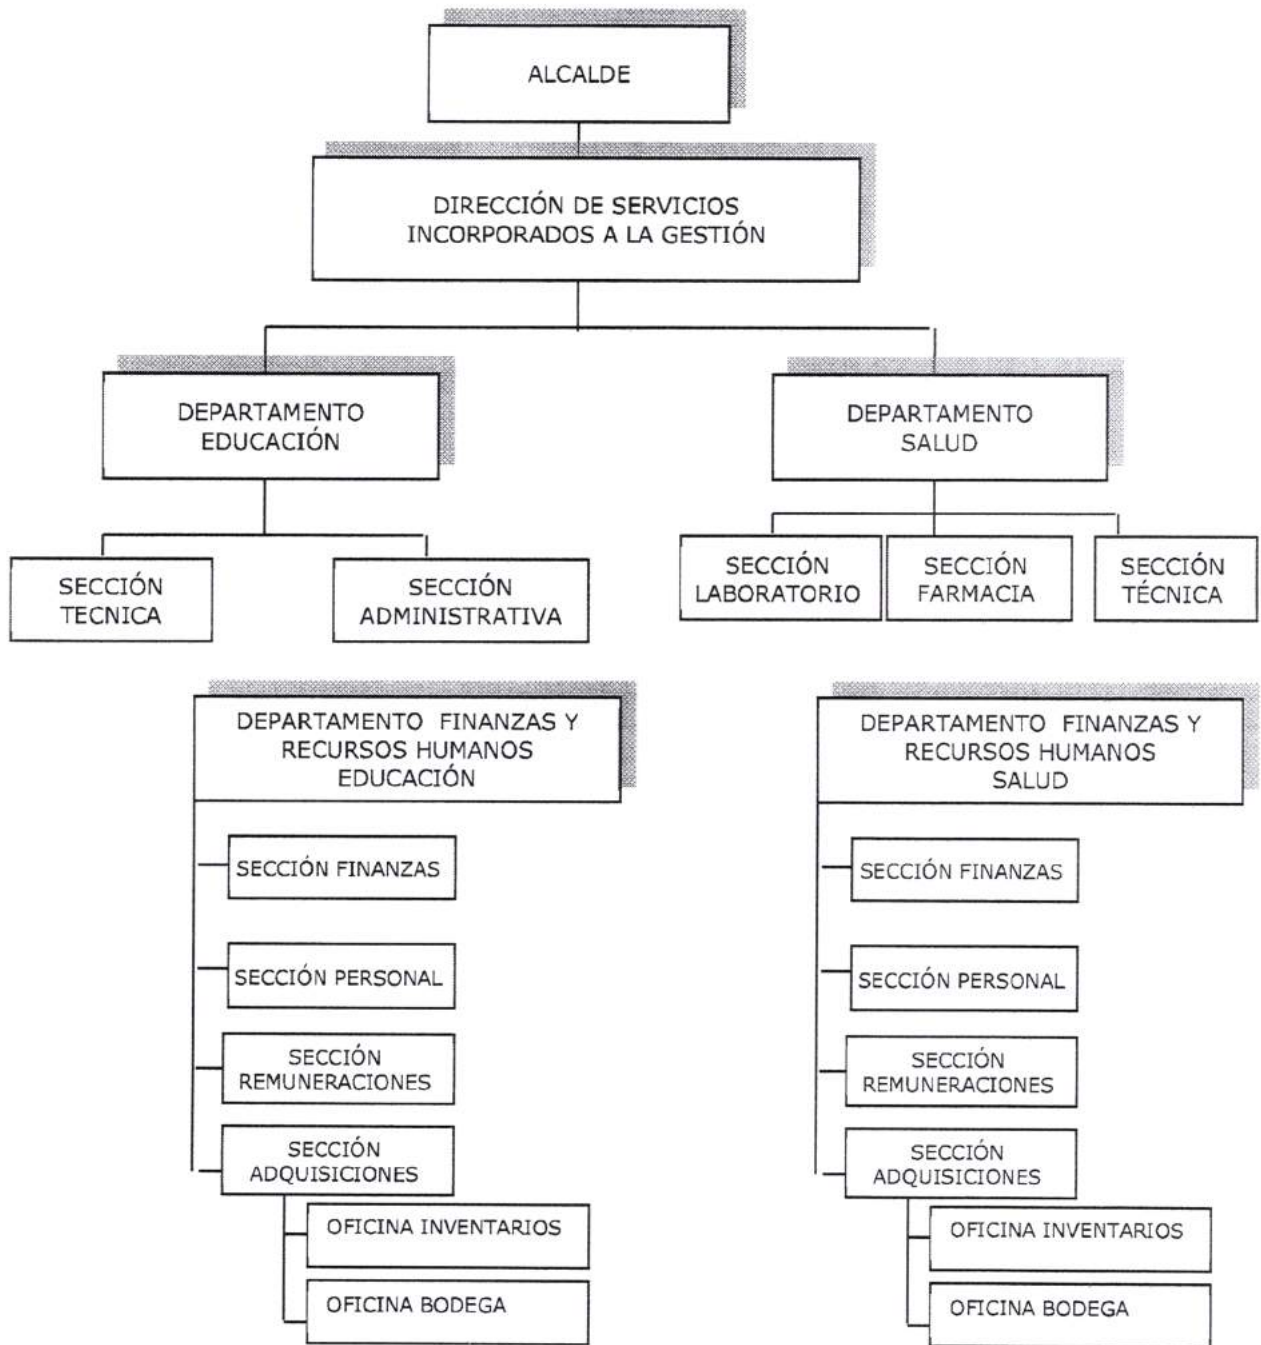 ALCALDE
DIRECCIÓN DE SERVICIOS
INCORPORADOS A LA GESTIÓN
DEPARTAMENTO
EDUCACIÓN
DEPARTAMENTO
SALUD
SECCIÓN
TECNICA
SECCIÓN
ADMINISTRATIVA
SECCIÓN
LABORATORIO
SECCIÓN
FARMACIA
SECCIÓN
TÉCNICA
DEPARTAMENTO FINANZAS Y
RECURSOS HUMANOS
EDUCACIÓN
SECCIÓN FINANZAS
SECCIÓN PERSONAL
SECCIÓN
REMUNERACIONES
SECCIÓN
ADQUISICIONES
OFICINA INVENTARIOS
OFICINA BODEGA
DEPARTAMENTO FINANZAS Y
RECURSOS HUMANOS
SALUD
SECCIÓN FINANZAS
SECCIÓN PERSONAL
SECCIÓN
REMUNERACIONES
SECCIÓN
ADQUISICIONES
OFICINA INVENTARIOS
OFICINA BODEGA